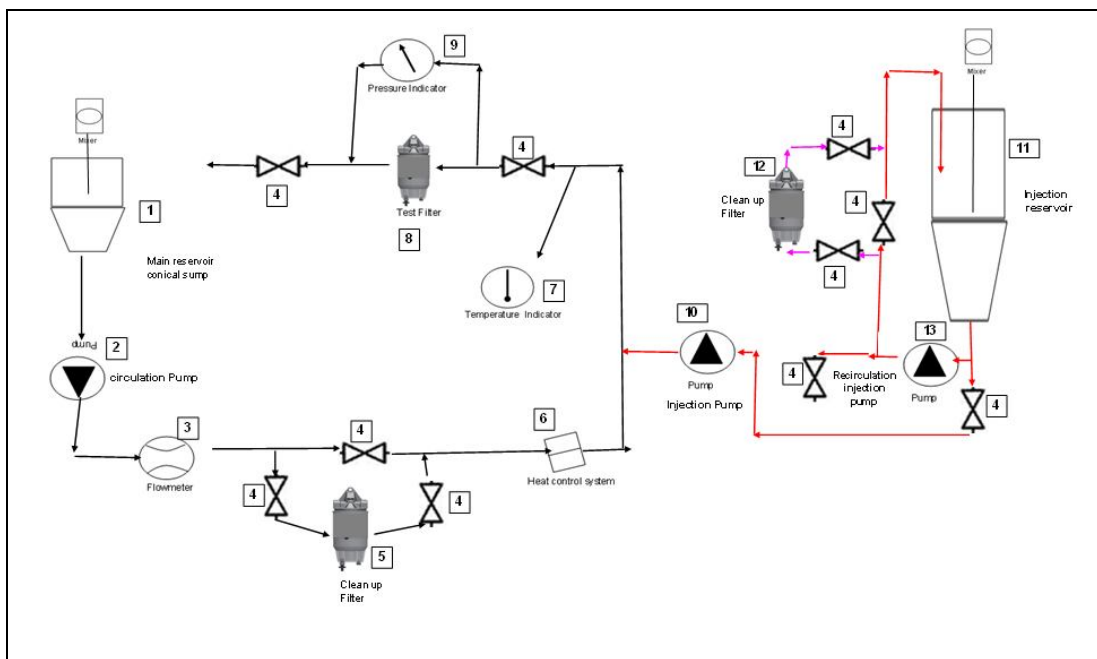 9
Pressure Indicator
Mixer
4
4
Test Filter
8
1
Main reservoir
conical sump
7
Temperature Indicator
Pump
2
circulation Pump
3
Flowmeter
4
4
4
5
Clean up
Filter
6
Heat control system
10
Pump
Injection Pump
Mixer
4
12
Clean up
Filter
4
4
11
Injection
reservoir
13
4
Recirculation
injection
pump
Pump
4